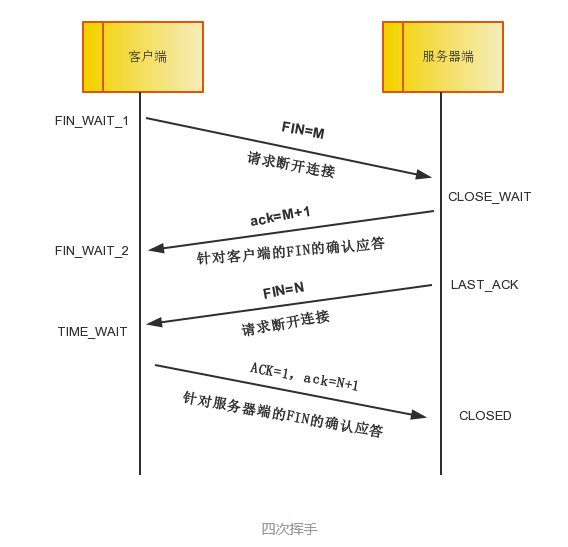 客户端
服务器端
FIN_WAIT_1
FIN=M
请求断开连接
CLOSE_WAIT
ack=M+1
针对客户端的FIN的确认应答
FIN_WAIT_2
FIN=N
LAST_ACK
请求断开连接
TIME_WAIT
ACK=1, ack=N+1
针对服务器端的FIN的确认应答
CLOSED
四次挥手